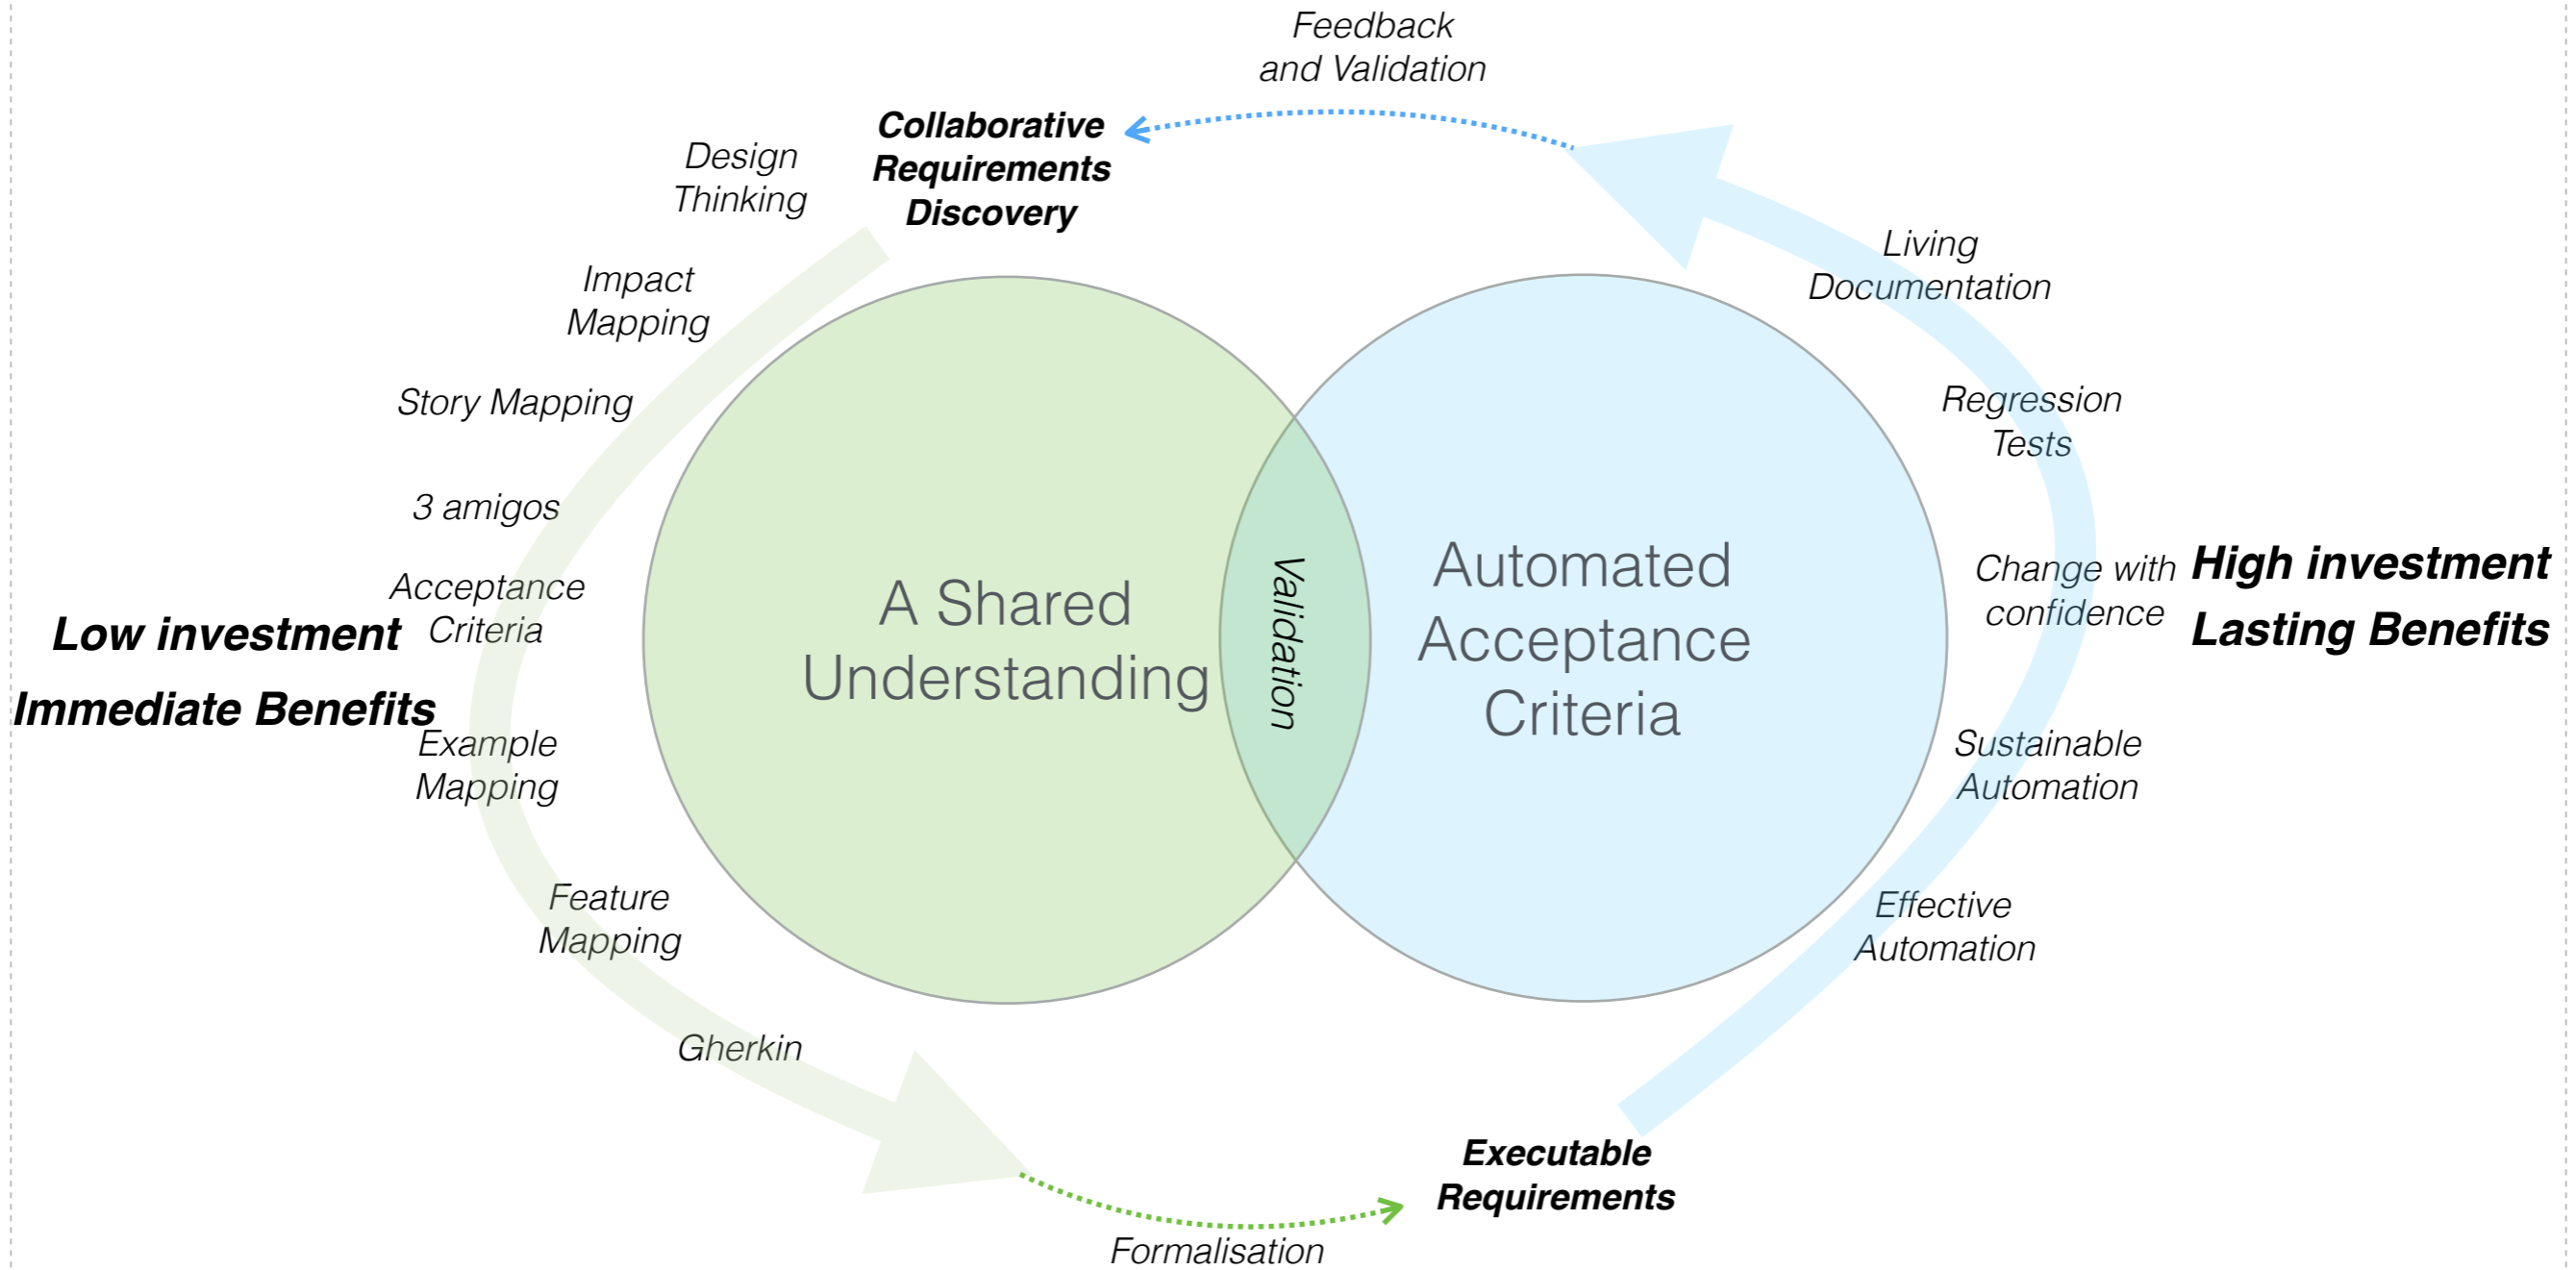 Feedback
and Validation
Collaborative
Requirements
Discovery
Design
Thinking
Impact
Mapping
Story Mapping
3 amigos
Acceptance
Criteria
Low investment
Immediate Benefits
Example
Mapping
Feature
Mapping
Gherkin
A Shared
Understanding
Validation
Automated
Acceptance
Criteria
Living
Documentation
Regression
Tests
Change with
confidence
High investment
Lasting Benefits
Sustainable
Automation
Effective
Automation
Executable
Requirements
Formalisation